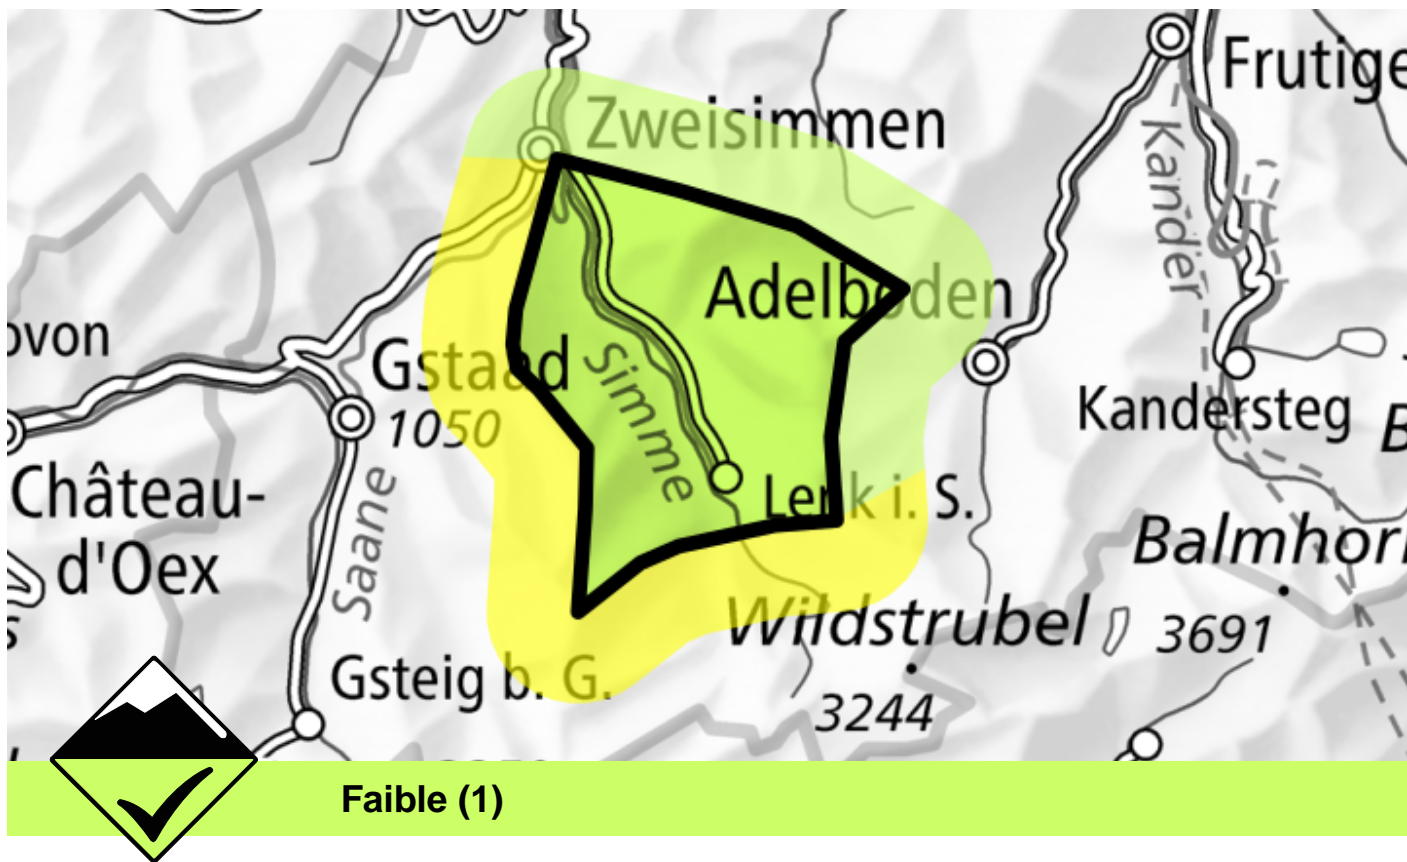 Frutige
Zweisimmen
Kander
Adelboden
ovon
Gstaad
1050
Simme
Kandersteg
B
Lenk i. S.
Château-
d'Oex
Saane
Balmhor
Wildstrubel
3691
Gsteig b. G.
3244
Faible (1)